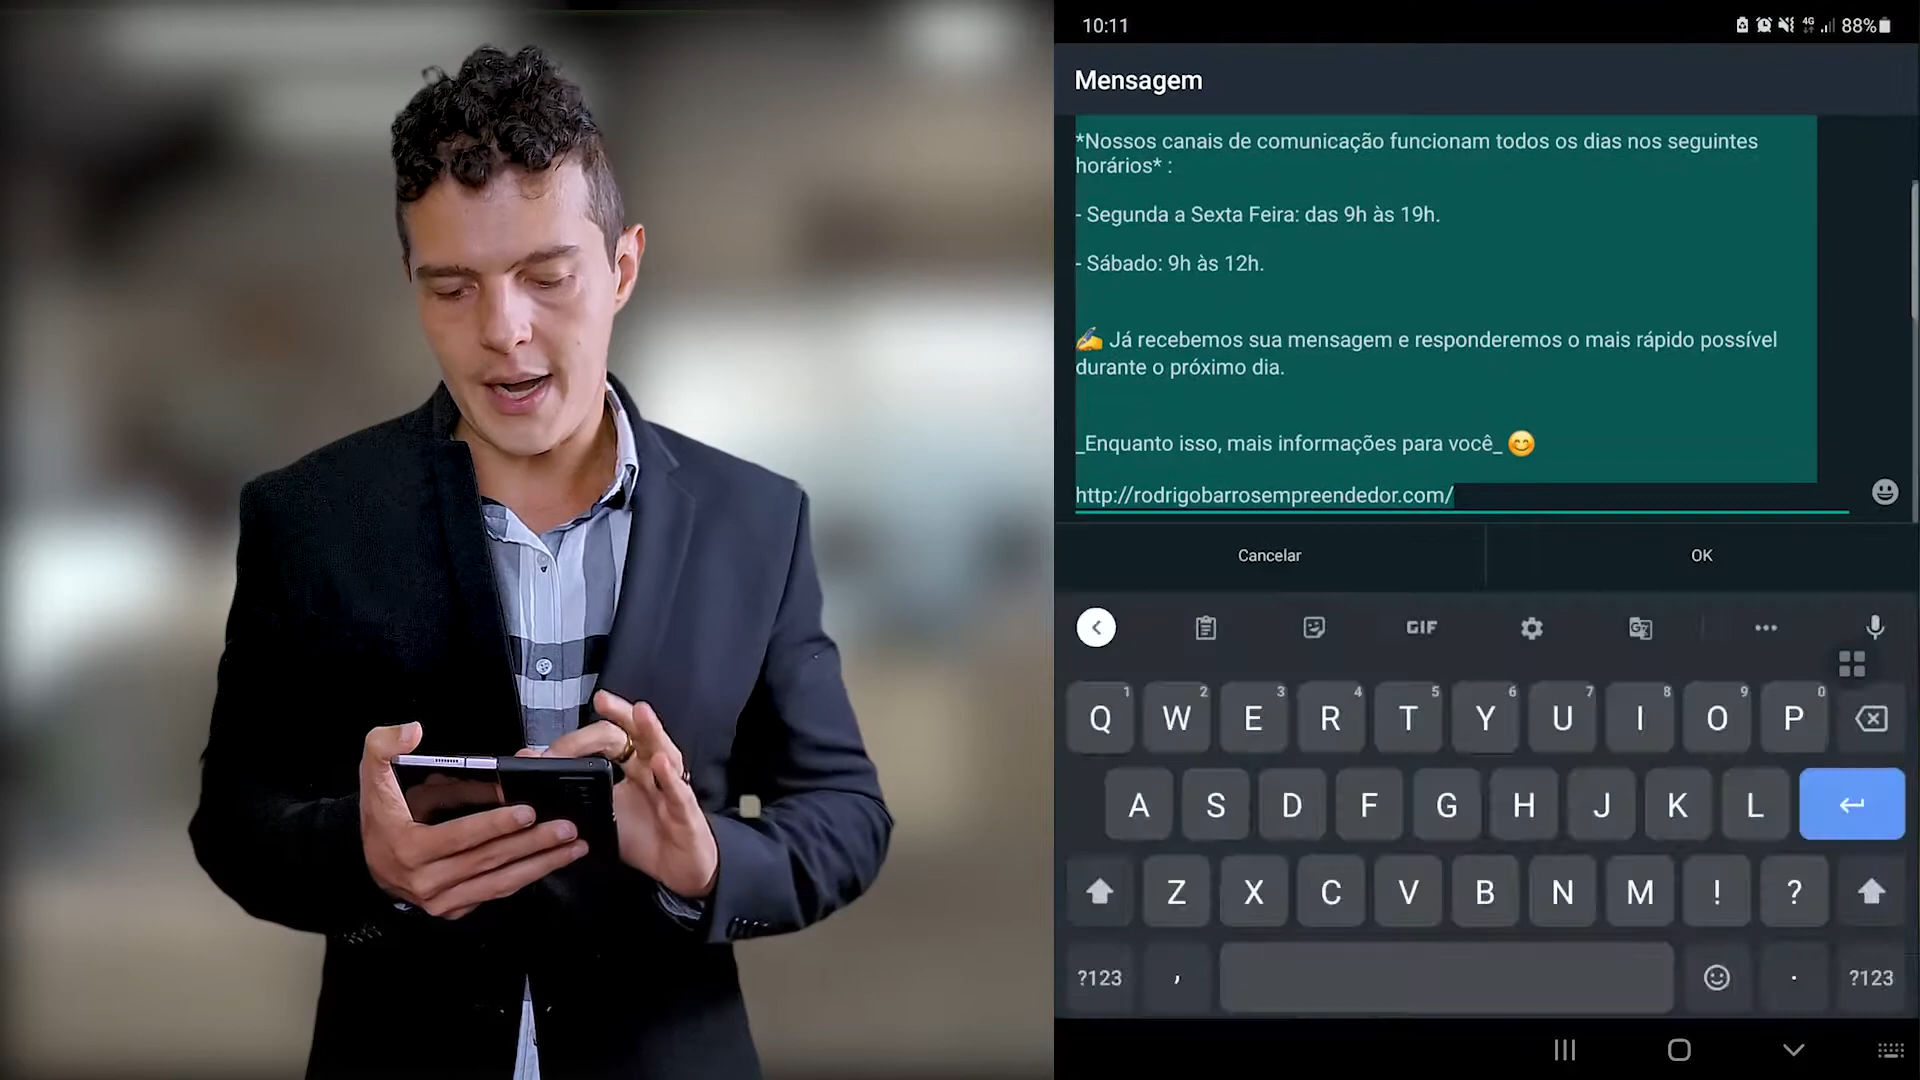 10:11
4G
88%
Mensagem
*Nossos canais de comunicação funcionam todos os dias nos seguintes
horários* :
- Segunda a Sexta Feira: das 9h às 19h.
- Sábado: 9h às 12h.
✍ Já recebemos sua mensagem e responderemos o mais rápido possível
durante o próximo dia.
_Enquanto isso, mais informações para você_ 😊
http://rodrigobarrosempreendedor.com/
Cancelar OK
GIF
1 2 3 4 5 6 7 8 9 0
Q W E R T Y U I O P
A S D F G H J K L
Z X C V B N M ! ?
?123 , . ?123